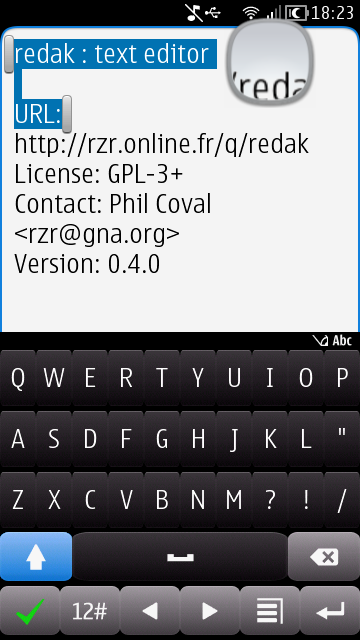 18:23
/reda
redak : text editor
URL:
http://rzr.online.fr/q/redak
License: GPL-3+
Contact: Phil Coval
<rzr@gna.org>
Version: 0.4.0
Abc
Q W E R T Y U I O P
A S D F G H J K L "
Z X C V B N M ? ! /
12#